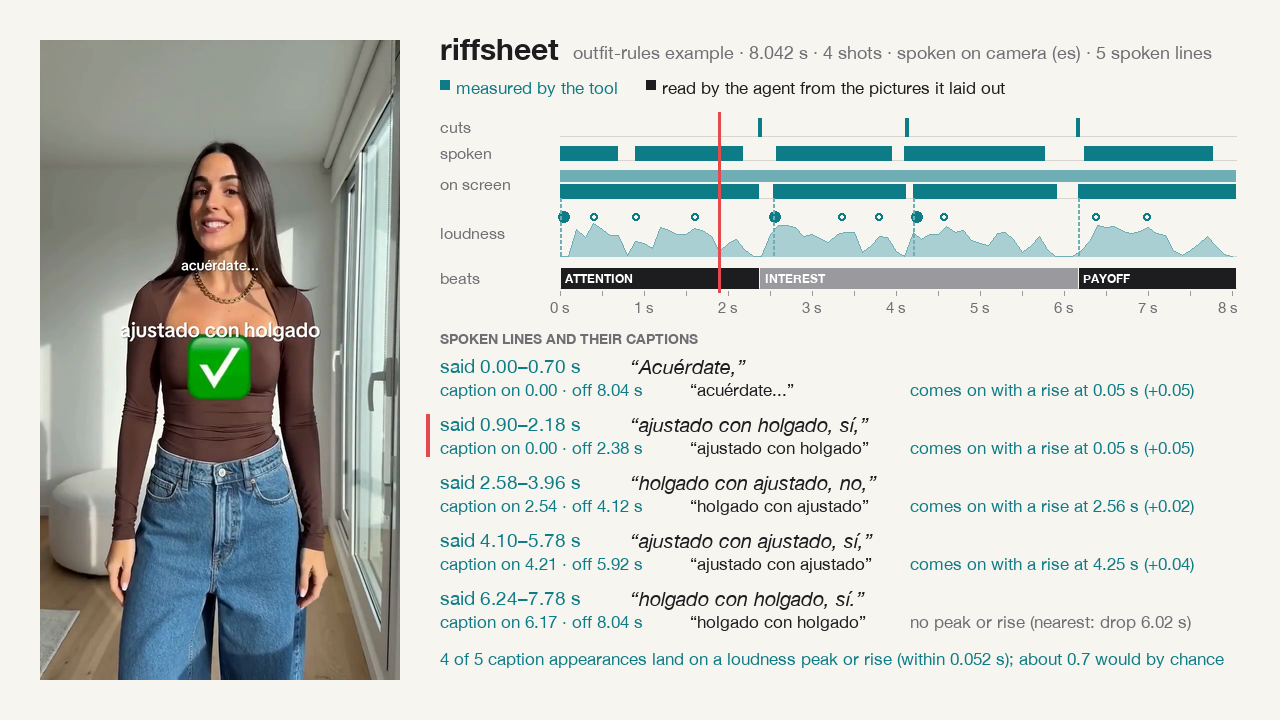 riffsheet outfit-rules example · 8.042 s · 4 shots · spoken on camera (es) · 5 spoken lines
measured by the tool read by the agent from the pictures it laid out
cuts
spoken
on screen
loudness
beats ATTENTION INTEREST PAYOFF
0 s 1 s 2 s 3 s 4 s 5 s 6 s 7 s 8 s
acuérdate...
ajustado con holgado
SPOKEN LINES AND THEIR CAPTIONS
said 0.00–0.70 s “Acuérdate,”
caption on 0.00 · off 8.04 s “acuérdate...” comes on with a rise at 0.05 s (+0.05)
said 0.90–2.18 s “ajustado con holgado, sí,”
caption on 0.00 · off 2.38 s “ajustado con holgado” comes on with a rise at 0.05 s (+0.05)
said 2.58–3.96 s “holgado con ajustado, no,”
caption on 2.54 · off 4.12 s “holgado con ajustado” comes on with a rise at 2.56 s (+0.02)
said 4.10–5.78 s “ajustado con ajustado, sí,”
caption on 4.21 · off 5.92 s “ajustado con ajustado” comes on with a rise at 4.25 s (+0.04)
said 6.24–7.78 s “holgado con holgado, sí.”
caption on 6.17 · off 8.04 s “holgado con holgado” no peak or rise (nearest: drop 6.02 s)
4 of 5 caption appearances land on a loudness peak or rise (within 0.052 s); about 0.7 would by chance